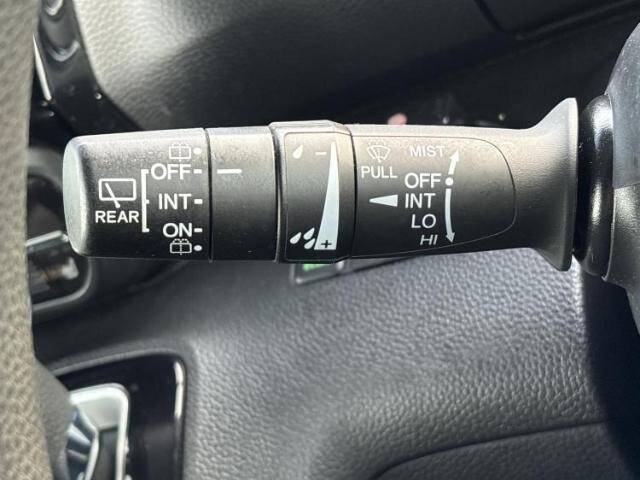 REAR
OFF
INT
ON
- +
PULL
MIST
OFF
INT
LO
HI